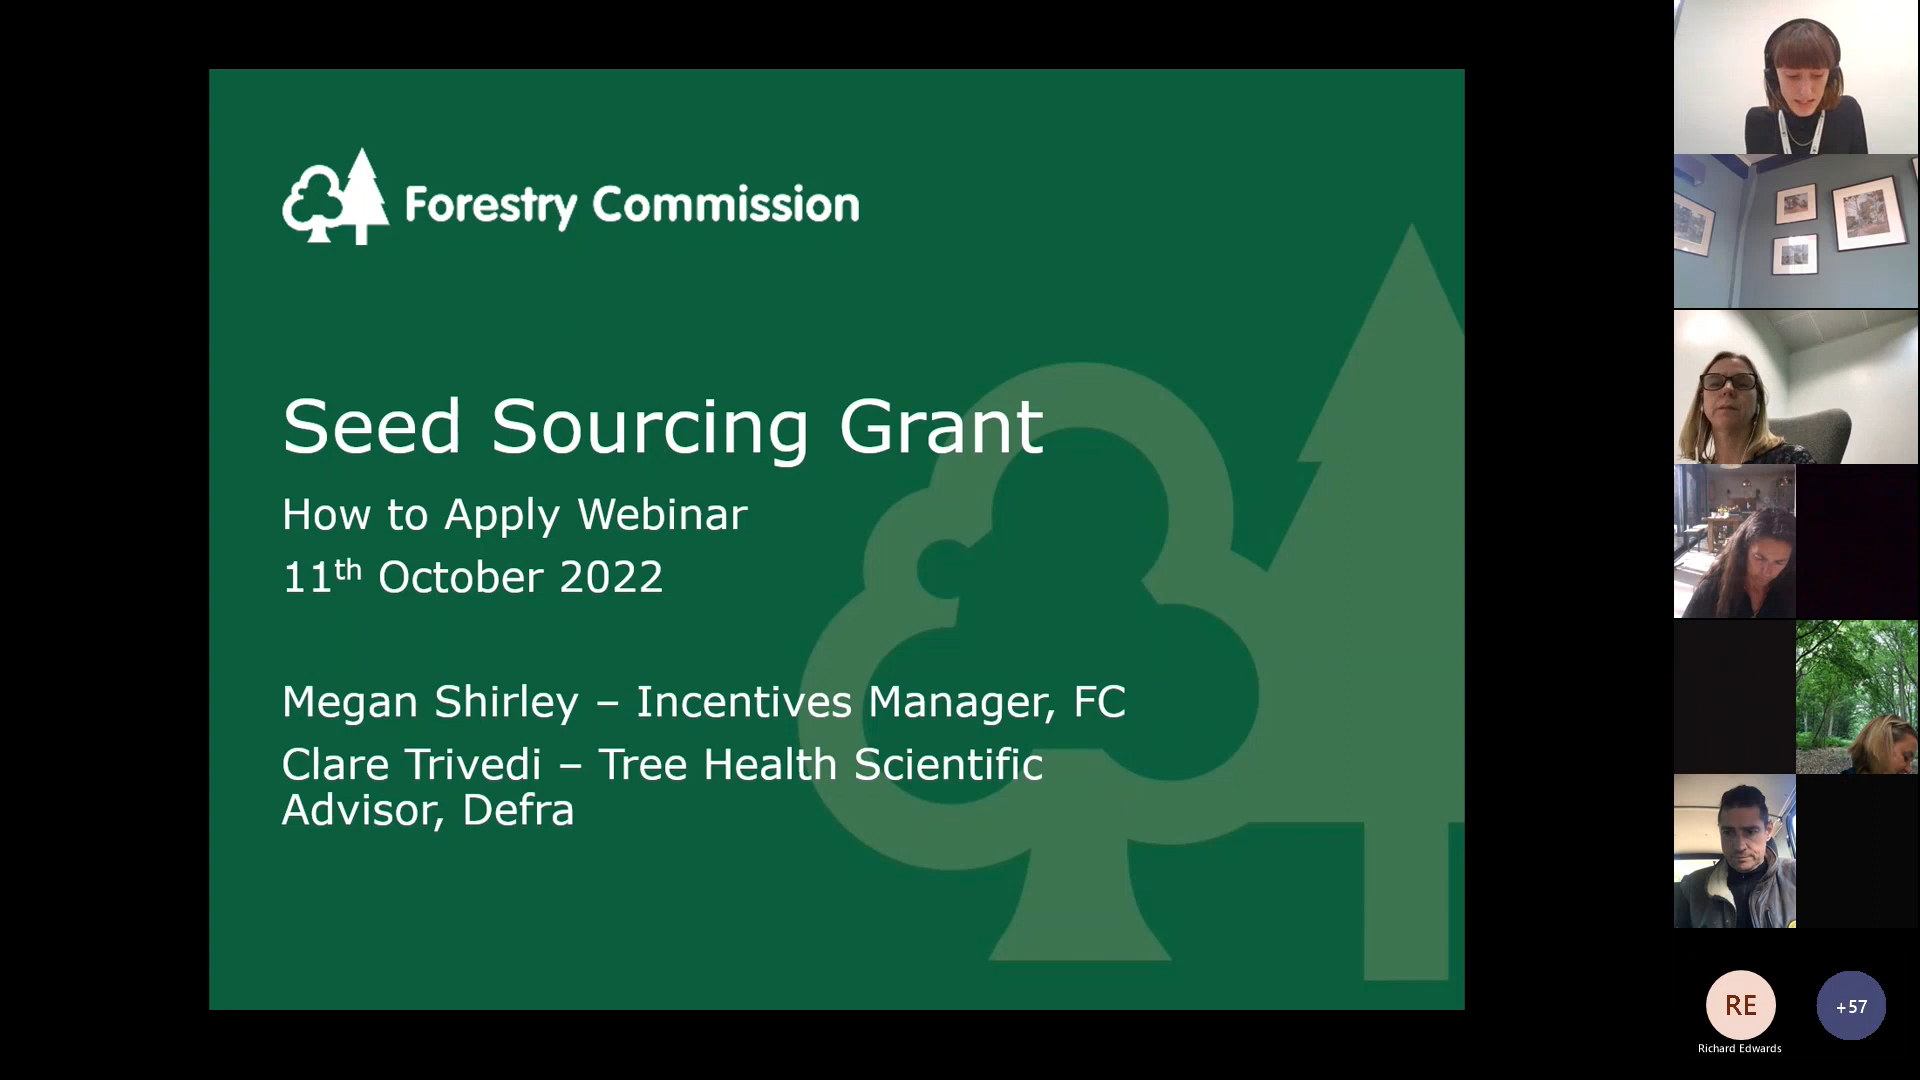 Forestry Commission
Seed Sourcing Grant
How to Apply Webinar
11th October 2022
Megan Shirley – Incentives Manager, FC
Clare Trivedi – Tree Health Scientific
Advisor, Defra
RE
+57
Richard Edwards